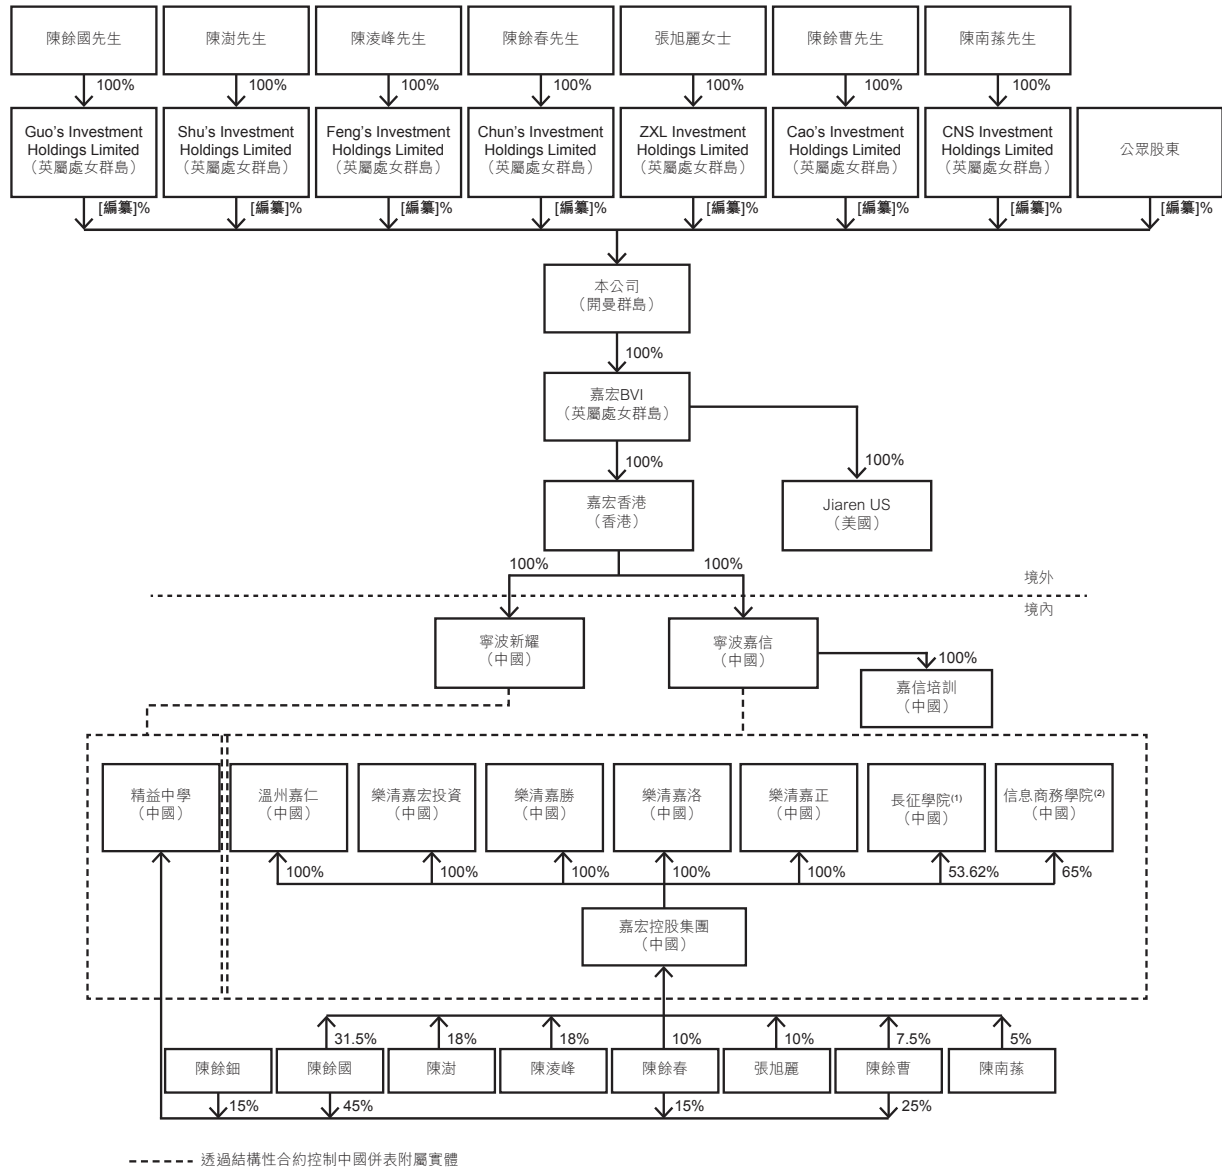 陳餘國先生
陳澍先生
陳淩峰先生
陳餘春先生
張旭麗女士
陳餘曹先生
陳南蓀先生
100%
100%
100%
100%
100%
100%
100%
Guo's Investment
Holdings Limited
（英屬處女群島）
Shu's Investment
Holdings Limited
（英屬處女群島）
Feng's Investment
Holdings Limited
（英屬處女群島）
Chun's Investment
Holdings Limited
（英屬處女群島）
ZXL Investment
Holdings Limited
（英屬處女群島）
Cao's Investment
Holdings Limited
（英屬處女群島）
CNS Investment
Holdings Limited
（英屬處女群島）
公眾股東
[編纂]%
[編纂]%
[編纂]%
[編纂]%
[編纂]%
[編纂]%
[編纂]%
[編纂]%
本公司
（開曼群島）
100%
嘉宏BVI
（英屬處女群島）
100%
100%
嘉宏香港
（香港）
Jiaren US
（美國）
100%
100%
境外
境內
寧波新耀
（中國）
寧波嘉信
（中國）
100%
嘉信培訓
（中國）
精益中學
（中國）
溫州嘉仁
（中國）
樂清嘉宏投資
（中國）
樂清嘉勝
（中國）
樂清嘉洛
（中國）
樂清嘉正
（中國）
長征學院(1)
（中國）
信息商務學院(2)
（中國）
100%
100%
100%
100%
100%
53.62%
65%
嘉宏控股集團
（中國）
31.5%
18%
18%
10%
10%
7.5%
5%
陳餘鈿
陳餘國
陳澍
陳淩峰
陳餘春
張旭麗
陳餘曹
陳南蓀
15%
45%
15%
25%
透過結構性合約控制中國併表附屬實體